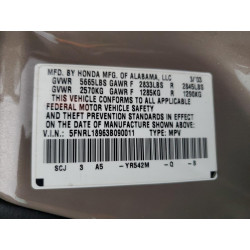 MFD. BY HONDA MFG. OF ALABAMA, LLC 3/'03
GVWR 5665LBS GAWR F 2833LBS R 2845LBS
GVWR 2570KG GAWR F 1285KG R 1290KG
THIS VEHICLE CONFORMS TO ALL APPLICABLE
FEDERAL MOTOR-VEHICLE SAFETY
AND THEFT PREVENTION STANDARDS IN EFFECT
ON THE DATE OF MANUFACTURE SHOWN ABOVE.
V.I.N.: 5FNRL18963B090011 TYPE: MPV
SCJ 3 A5 -YR542M -0 -B